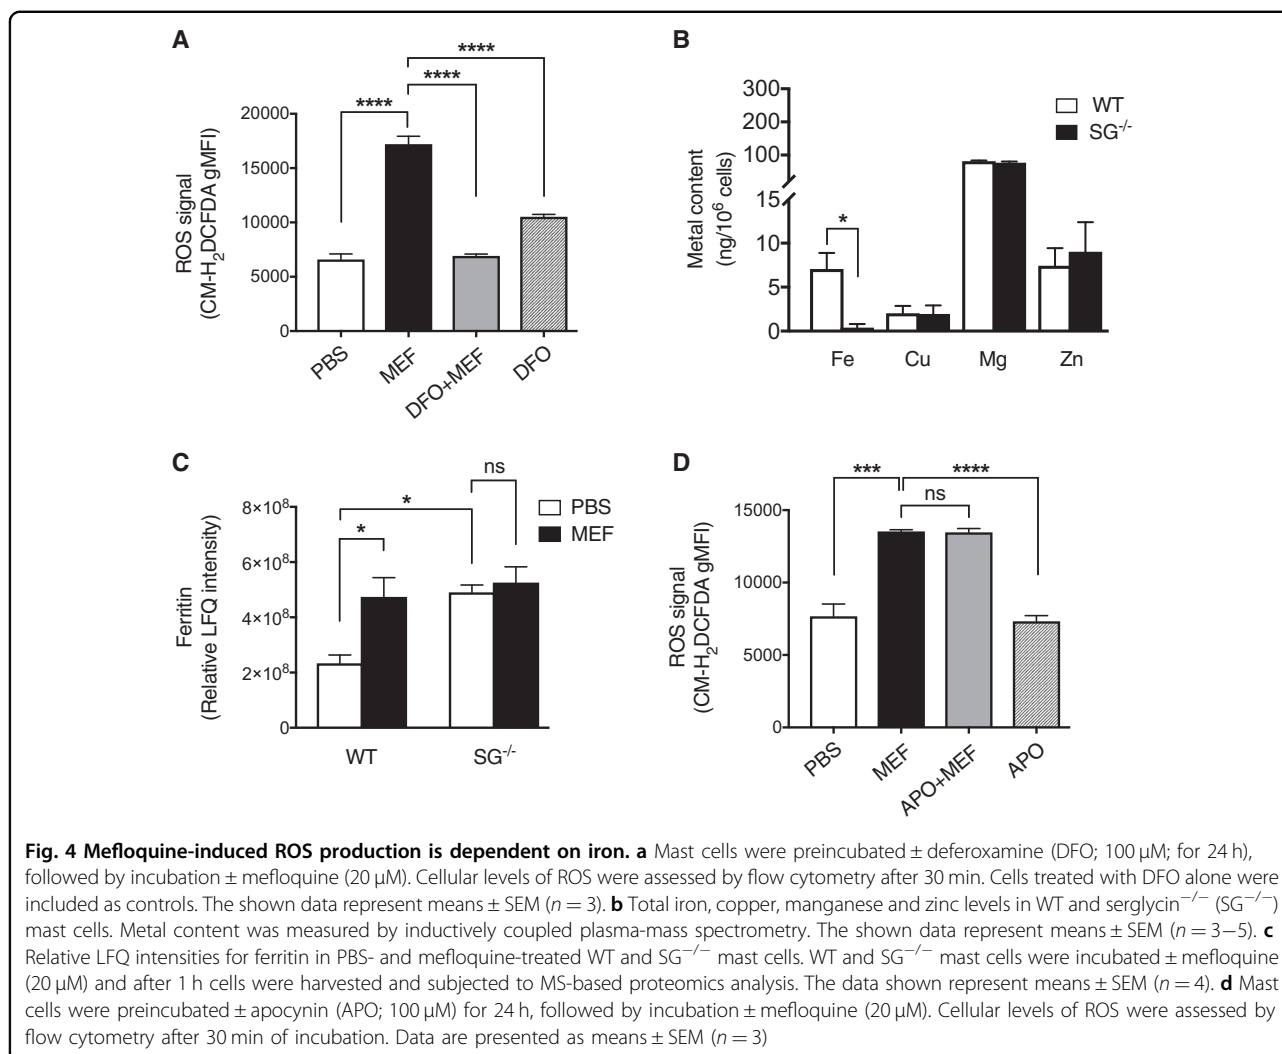 A
****
****
****
20000
15000
10000
5000
0
ROS signal
(CM-H₂DCFDA gMFI)
PBS
MEF
DFO+MEF
DFO
B
300
200
100
15
10
5
0
Metal content
(ng/10⁶ cells)
WT
SG⁻/⁻
*
Fe Cu Mg Zn
C
ns
*
*
8×10⁸
6×10⁸
4×10⁸
2×10⁸
0
Ferritin
(Relative LFQ intensity)
PBS
MEF
WT SG⁻/⁻
D
*** ****
ns
15000
10000
5000
0
ROS signal
(CM-H₂DCFDA gMFI)
PBS
MEF
APO+MEF
APO
Fig. 4 Mefloquine-induced ROS production is dependent on iron. a Mast cells were preincubated ± deferoxamine (DFO; 100 µM; for 24 h),
followed by incubation ± mefloquine (20 µM). Cellular levels of ROS were assessed by flow cytometry after 30 min. Cells treated with DFO alone were
included as controls. The shown data represent means ± SEM (n = 3). b Total iron, copper, manganese and zinc levels in WT and serglycin⁻/⁻ (SG⁻/⁻)
mast cells. Metal content was measured by inductively coupled plasma-mass spectrometry. The shown data represent means ± SEM (n = 3–5). c
Relative LFQ intensities for ferritin in PBS- and mefloquine-treated WT and SG⁻/⁻ mast cells. WT and SG⁻/⁻ mast cells were incubated ± mefloquine
(20 µM) and after 1 h cells were harvested and subjected to MS-based proteomics analysis. The data shown represent means ± SEM (n = 4). d Mast
cells were preincubated ± apocynin (APO; 100 µM) for 24 h, followed by incubation ± mefloquine (20 µM). Cellular levels of ROS were assessed by
flow cytometry after 30 min of incubation. Data are presented as means ± SEM (n = 3)